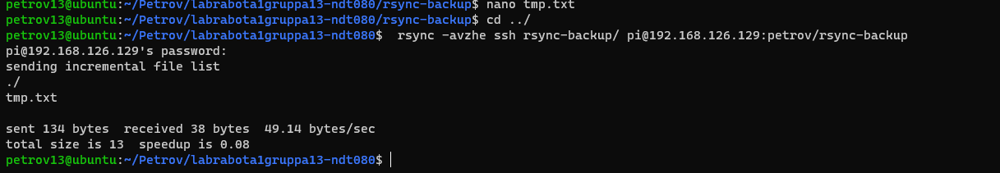 petrov13@ubuntu:~/Petrov/labrabota1gruppa13-ndt080/rsync-backup$ nano tmp.txt
petrov13@ubuntu:~/Petrov/labrabota1gruppa13-ndt080/rsync-backup$ cd ../
petrov13@ubuntu:~/Petrov/labrabota1gruppa13-ndt080$  rsync -avzhe ssh rsync-backup/ pi@192.168.126.129:petrov/rsync-backup
pi@192.168.126.129's password:
sending incremental file list
./
tmp.txt
sent 134 bytes  received 38 bytes  49.14 bytes/sec
total size is 13  speedup is 0.08
petrov13@ubuntu:~/Petrov/labrabota1gruppa13-ndt080$